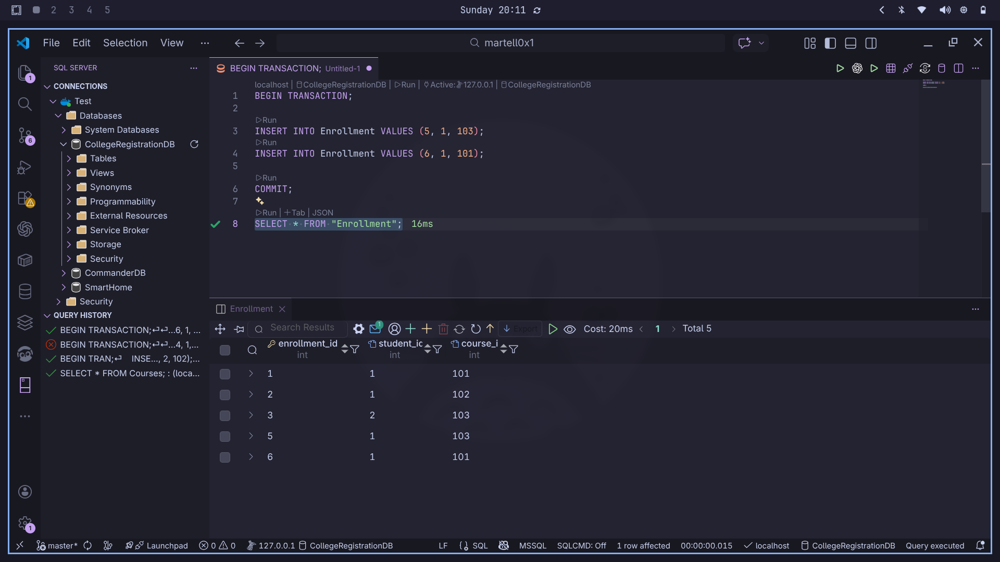 2 3 4 5
Sunday 20:11
File Edit Selection View ...
martell0x1
SQL SERVER
CONNECTIONS
Test
Databases
System Databases
CollegeRegistrationDB
Tables
Views
Synonyms
Programmability
External Resources
Service Broker
Storage
Security
CommanderDB
SmartHome
Security
QUERY HISTORY
BEGIN TRANSACTION;⏎⏎...6, 1, ...
BEGIN TRANSACTION;⏎⏎...4, 1,...
BEGIN TRAN;⏎ INSE..., 2, 102);...
SELECT * FROM Courses; : (loca...
1
6
1
BEGIN TRANSACTION; Untitled-1
localhost | CollegeRegistrationDB | Run | Active: 127.0.0.1 | CollegeRegistrationDB
1 BEGIN TRANSACTION;
2
Run
3 INSERT INTO Enrollment VALUES (5, 1, 103);
Run
4 INSERT INTO Enrollment VALUES (6, 1, 101);
5
Run
6 COMMIT;
7
Run | +Tab | JSON
8 SELECT * FROM "Enrollment"; 16ms
Enrollment
Search Results 1 Export Cost: 20ms 1 Total 5
enrollment_id student_ic course_i
int int int
1 1 101
2 1 102
3 2 103
5 1 103
6 1 101
master* Launchpad 0 0 127.0.0.1 CollegeRegistrationDB LF {} SQL MSSQL SQLCMD: Off 1 row affected 00:00:00.015 localhost CollegeRegistrationDB Query executed